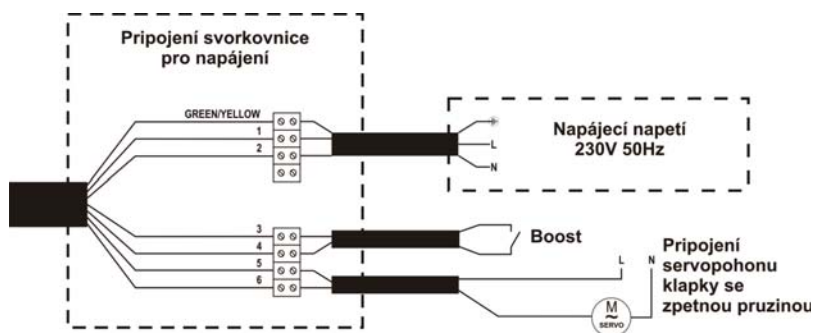 Pripojení svorkovnice
pro napájení
GREEN/YELLOW
1
2
L
N
Napájecí napetí
230V 50Hz
3
4
5
6
Boost
L N
Pripojení
servopohonu
klapky se
zpetnou pruzinou
M
~
SERVO